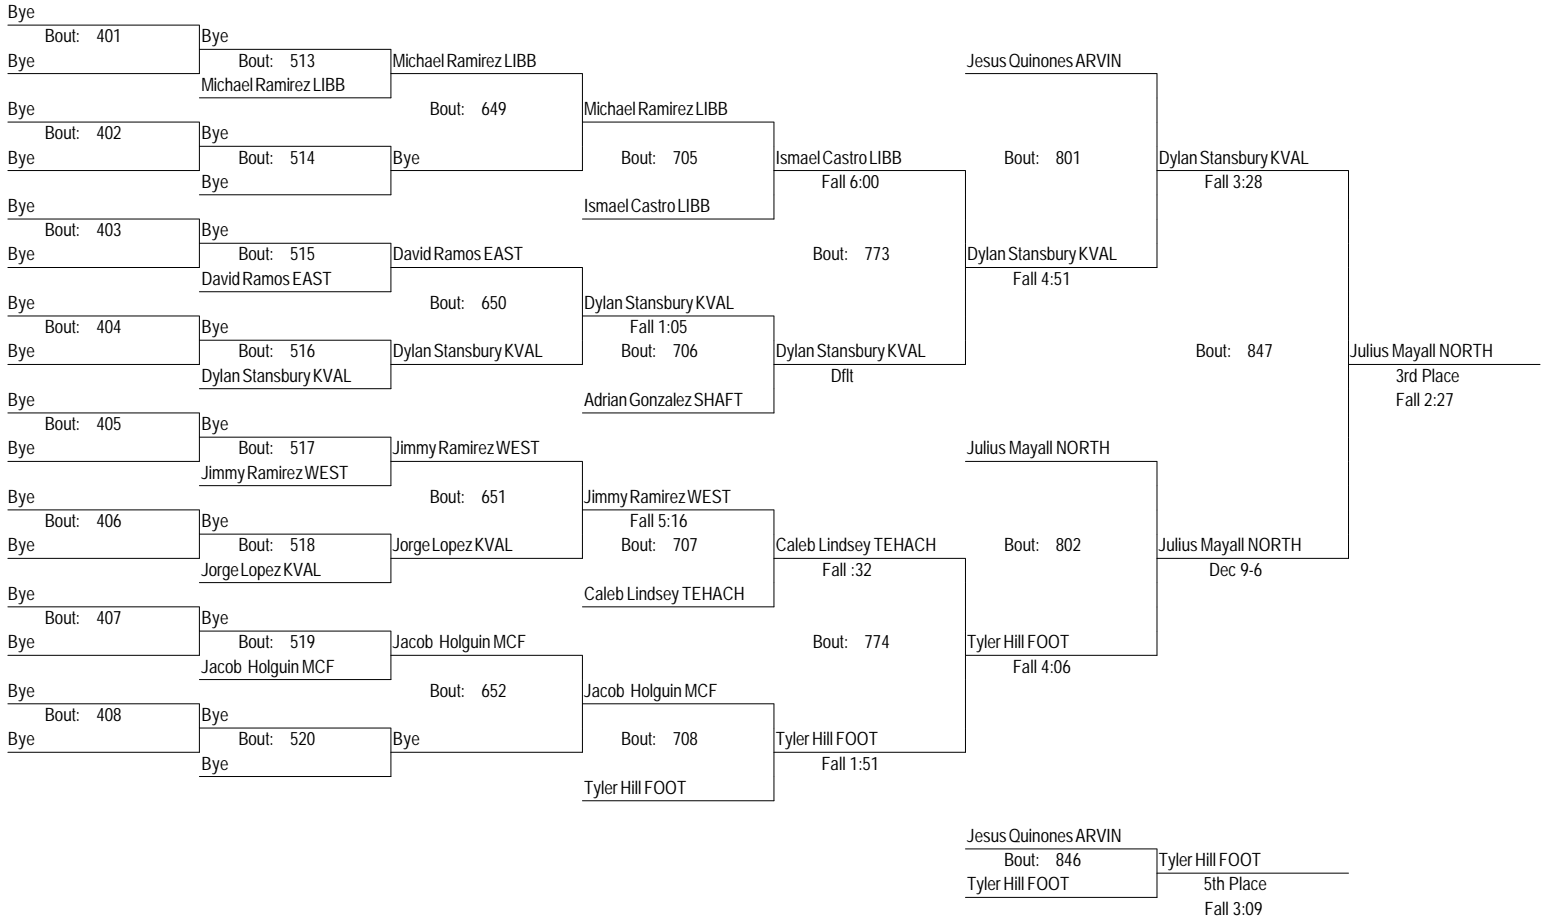 Bye
Bout: 401 Bye
Bye Bout: 513 Michael Ramirez LIBB Jesus Quinones ARVIN
Michael Ramirez LIBB
Bye Bout: 649 Michael Ramirez LIBB
Bout: 402 Bye
Bye Bout: 514 Bye Bout: 705 Ismael Castro LIBB Bout: 801 Dylan Stansbury KVAL
Bye Fall 6:00 Fall 3:28
Bye Ismael Castro LIBB
Bout: 403 Bye
Bye Bout: 515 David Ramos EAST Bout: 773 Dylan Stansbury KVAL
David Ramos EAST Fall 4:51
Bye Bout: 650 Dylan Stansbury KVAL
Bout: 404 Bye Fall 1:05
Bye Bout: 516 Dylan Stansbury KVAL Bout: 706 Dylan Stansbury KVAL Bout: 847 Julius Mayall NORTH
Dylan Stansbury KVAL Dflt 3rd Place
Bye Adrian Gonzalez SHAFT Fall 2:27
Bout: 405 Bye
Bye Bout: 517 Jimmy Ramirez WEST Julius Mayall NORTH
Jimmy Ramirez WEST
Bye Bout: 651 Jimmy Ramirez WEST
Bout: 406 Bye Fall 5:16
Bye Bout: 518 Jorge Lopez KVAL Bout: 707 Caleb Lindsey TEHACH Bout: 802 Julius Mayall NORTH
Jorge Lopez KVAL Fall :32 Dec 9-6
Bye Caleb Lindsey TEHACH
Bout: 407 Bye
Bye Bout: 519 Jacob Holguin MCF Bout: 774 Tyler Hill FOOT
Jacob Holguin MCF Fall 4:06
Bye Bout: 652 Jacob Holguin MCF
Bout: 408 Bye
Bye Bout: 520 Bye Bout: 708 Tyler Hill FOOT
Bye Fall 1:51
Tyler Hill FOOT
Jesus Quinones ARVIN
Bout: 846 Tyler Hill FOOT
Tyler Hill FOOT 5th Place
Fall 3:09